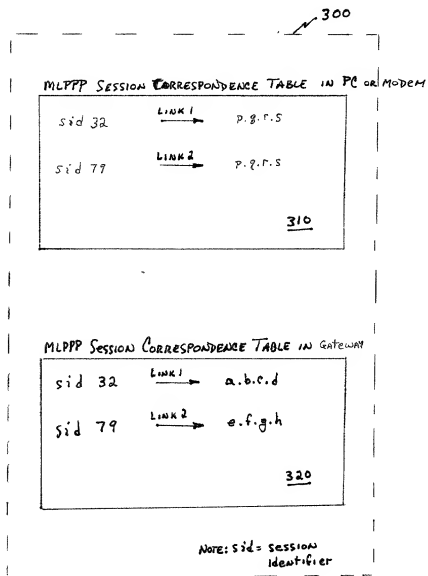 300
MLPPP SESSION CORRESPONDENCE TABLE IN PC OR MODEM
sid 32 LINK 1 p.q.r.s
sid 79 LINK 2 p.q.r.s
310
MLPPP SESSION CORRESPONDENCE TABLE IN GATEWAY
sid 32 LINK 1 a.b.c.d
sid 79 LINK 2 e.f.g.h
320
NOTE: sid = SESSION
Identifier